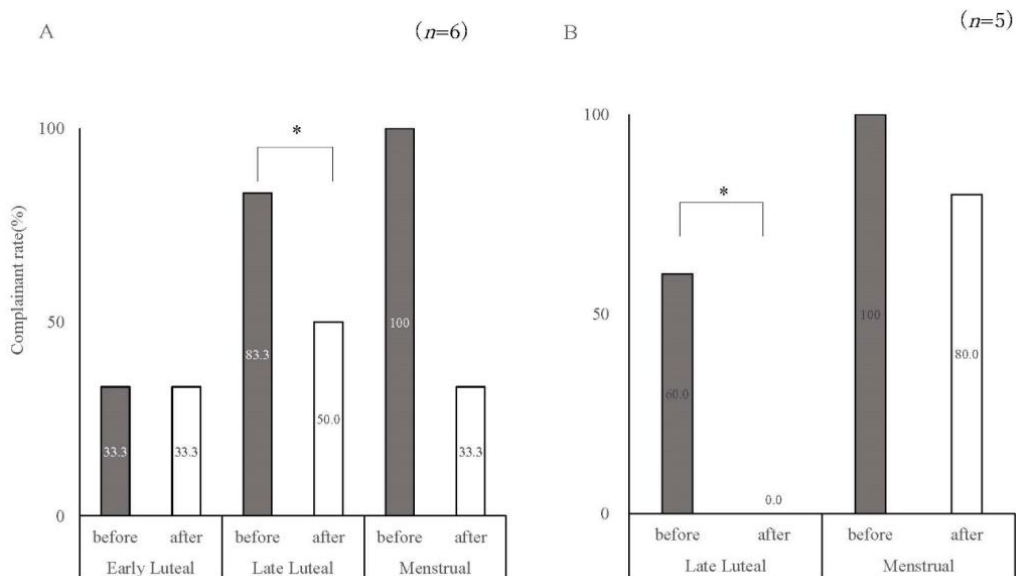 A (n=6)
100
*
50
0
Complainant rate(%)
33.3
33.3
83.3
50.0
100
33.3
before after before after before after
Early Luteal Late Luteal Menstrual
B (n=5)
100
*
50
0
60.0
0.0
100
80.0
before after before after
Late Luteal Menstrual